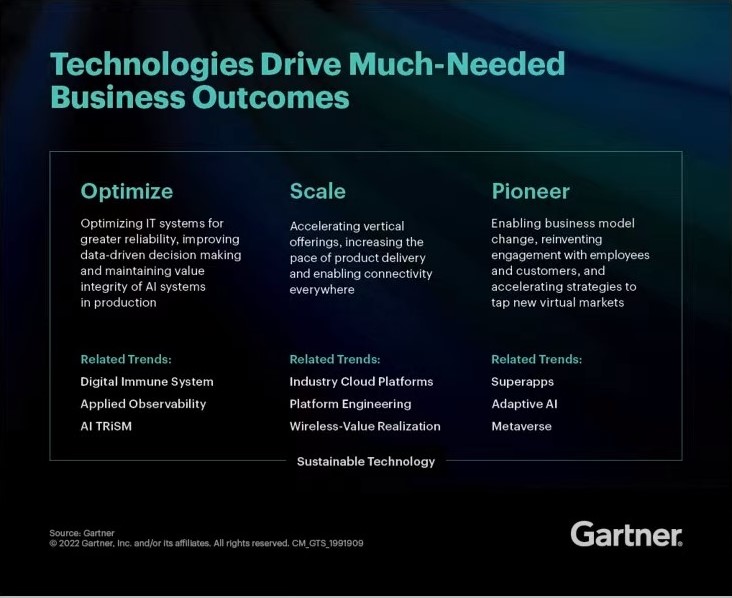 Technologies Drive Much-Needed
Business Outcomes
Optimize
Optimizing IT systems for
greater reliability, improving
data-driven decision making
and maintaining value
integrity of AI systems
in production
Related Trends:
Digital Immune System
Applied Observability
AI TRiSM
Scale
Accelerating vertical
offerings, increasing the
pace of product delivery
and enabling connectivity
everywhere
Related Trends:
Industry Cloud Platforms
Platform Engineering
Wireless-Value Realization
Pioneer
Enabling business model
change, reinventing
engagement with employees
and customers, and
accelerating strategies to
tap new virtual markets
Related Trends:
Superapps
Adaptive AI
Metaverse
Sustainable Technology
Source: Gartner
© 2022 Gartner, Inc. and/or its affiliates. All rights reserved. CM_GTS_1991909
Gartner®